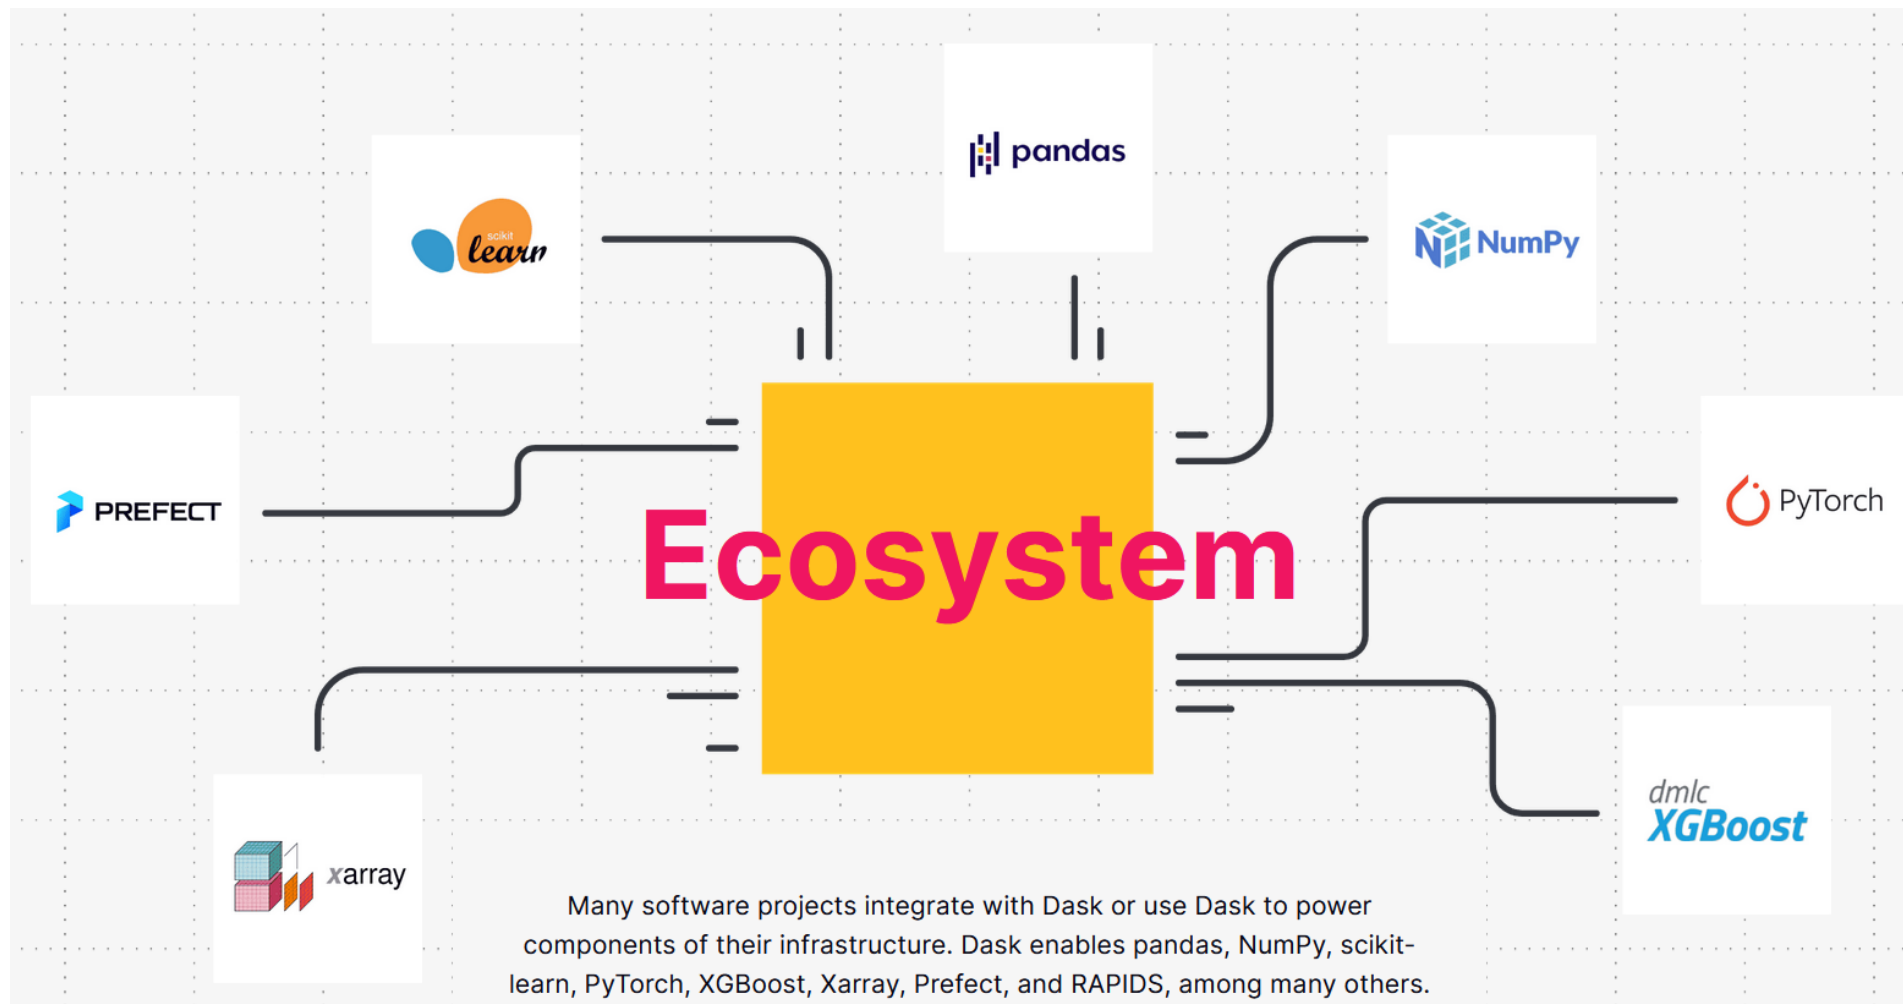 pandas
scikit
learn
NumPy
PREFECT
PyTorch
Ecosystem
dmlc
XGBoost
xarray
Many software projects integrate with Dask or use Dask to power
components of their infrastructure. Dask enables pandas, NumPy, scikit-
learn, PyTorch, XGBoost, Xarray, Prefect, and RAPIDS, among many others.